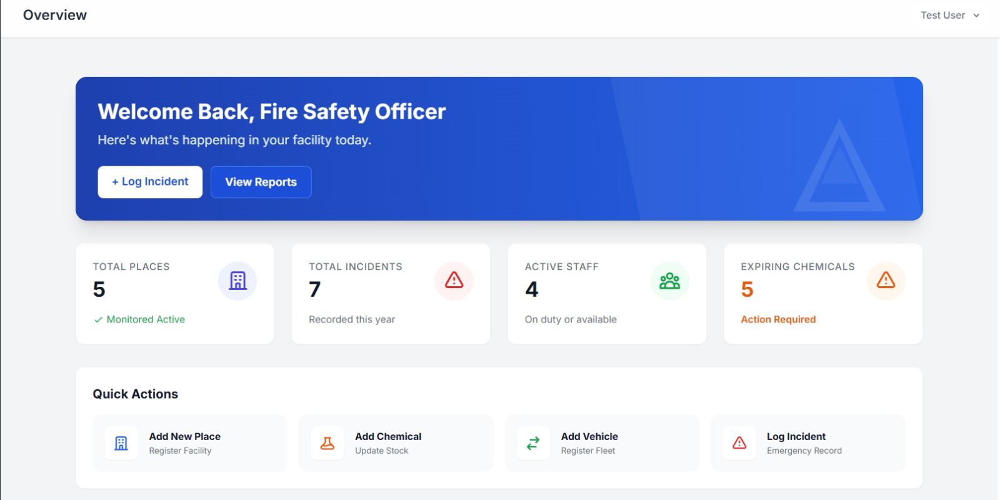 Overview
Test User
Welcome Back, Fire Safety Officer
Here's what's happening in your facility today.
+ Log Incident
View Reports
TOTAL PLACES
5
Monitored Active
TOTAL INCIDENTS
7
Recorded this year
ACTIVE STAFF
4
On duty or available
EXPIRING CHEMICALS
5
Action Required
Quick Actions
Add New Place
Register Facility
Add Chemical
Update Stock
Add Vehicle
Register Fleet
Log Incident
Emergency Record